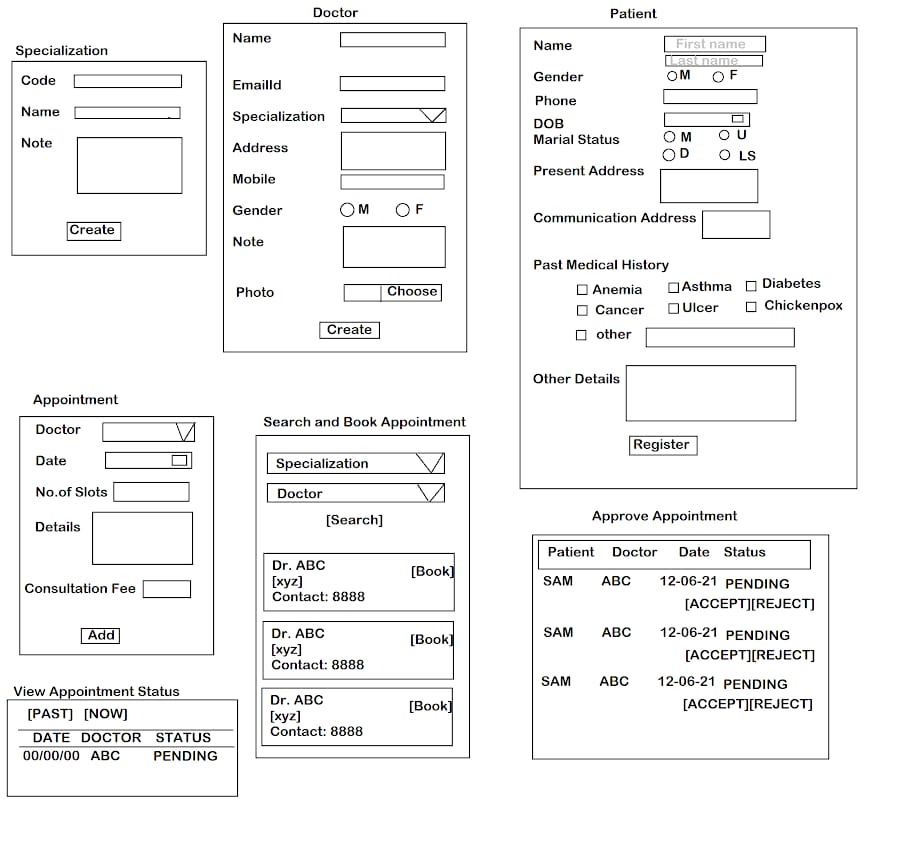 Specialization
Code
Name
Note
Create
Doctor
Name
EmailId
Specialization
Address
Mobile
Gender M F
Note
Photo Choose
Create
Patient
Name First name
Last name
Gender M F
Phone
DOB
Marial Status M U
D LS
Present Address
Communication Address
Past Medical History
Anemia Asthma Diabetes
Cancer Ulcer Chickenpox
other
Other Details
Register
Appointment
Doctor
Date
No.of Slots
Details
Consultation Fee
Add
Search and Book Appointment
Specialization
Doctor
[Search]
Dr. ABC [Book]
[xyz]
Contact: 8888
Dr. ABC [Book]
[xyz]
Contact: 8888
Dr. ABC [Book]
[xyz]
Contact: 8888
Approve Appointment
Patient Doctor Date Status
SAM ABC 12-06-21 PENDING
[ACCEPT][REJECT]
SAM ABC 12-06-21 PENDING
[ACCEPT][REJECT]
SAM ABC 12-06-21 PENDING
[ACCEPT][REJECT]
View Appointment Status
[PAST] [NOW]
DATE DOCTOR STATUS
00/00/00 ABC PENDING